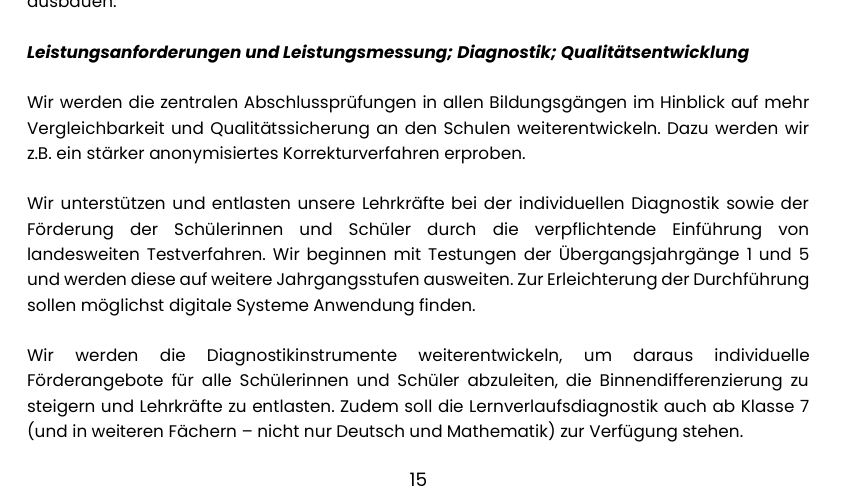 ausbauen.
Leistungsanforderungen und Leistungsmessung; Diagnostik; Qualitätsentwicklung
Wir werden die zentralen Abschlussprüfungen in allen Bildungsgängen im Hinblick auf mehr
Vergleichbarkeit und Qualitätssicherung an den Schulen weiterentwickeln. Dazu werden wir
z.B. ein stärker anonymisiertes Korrekturverfahren erproben.
Wir unterstützen und entlasten unsere Lehrkräfte bei der individuellen Diagnostik sowie der
Förderung der Schülerinnen und Schüler durch die verpflichtende Einführung von
landesweiten Testverfahren. Wir beginnen mit Testungen der Übergangsjahrgänge 1 und 5
und werden diese auf weitere Jahrgangsstufen ausweiten. Zur Erleichterung der Durchführung
sollen möglichst digitale Systeme Anwendung finden.
Wir werden die Diagnostikinstrumente weiterentwickeln, um daraus individuelle
Förderangebote für alle Schülerinnen und Schüler abzuleiten, die Binnendifferenzierung zu
steigern und Lehrkräfte zu entlasten. Zudem soll die Lernverlaufsdiagnostik auch ab Klasse 7
(und in weiteren Fächern – nicht nur Deutsch und Mathematik) zur Verfügung stehen.
15